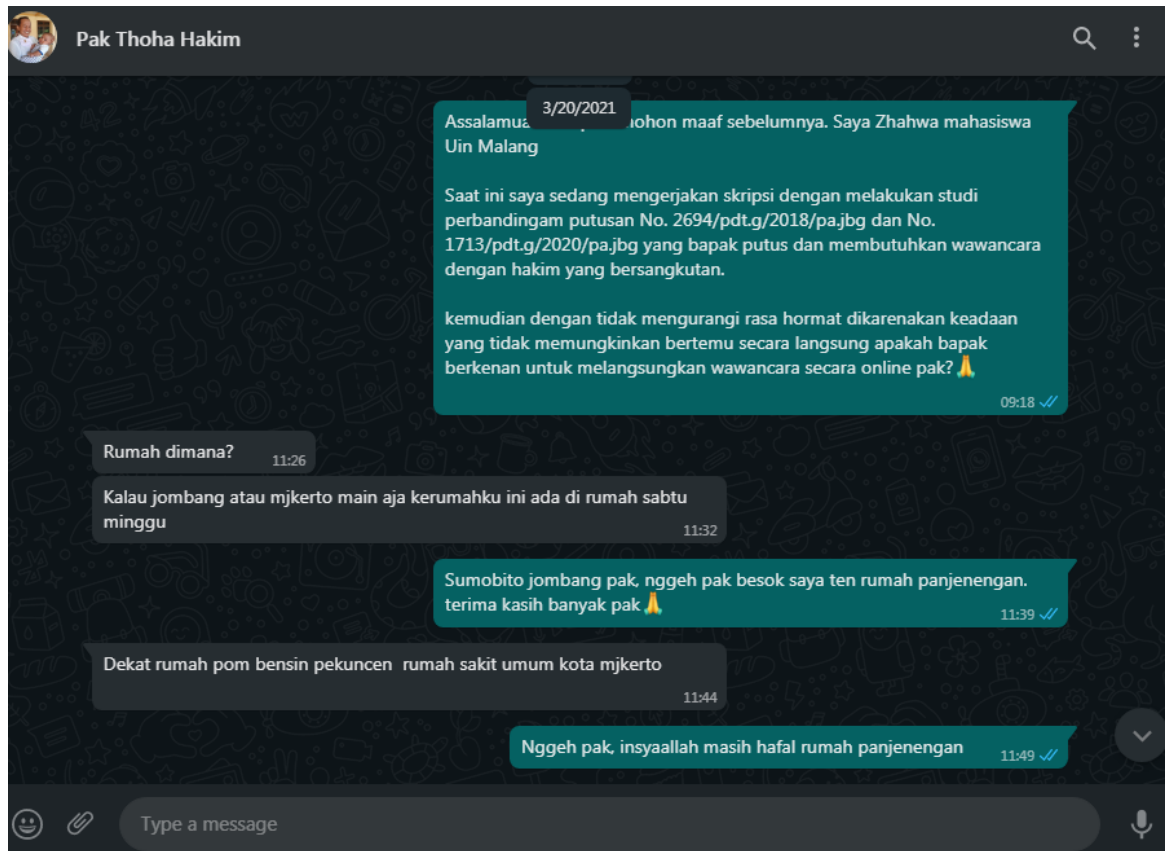 Pak Thoha Hakim
3/20/2021
Assalamua ohon maaf sebelumnya. Saya Zhahwa mahasiswa
Uin Malang
Saat ini saya sedang mengerjakan skripsi dengan melakukan studi
perbandingam putusan No. 2694/pdt.g/2018/pa.jbg dan No.
1713/pdt.g/2020/pa.jbg yang bapak putus dan membutuhkan wawancara
dengan hakim yang bersangkutan.
kemudian dengan tidak mengurangi rasa hormat dikarenakan keadaan
yang tidak memungkinkan bertemu secara langsung apakah bapak
berkenan untuk melangsungkan wawancara secara online pak?🙏
09:18
Rumah dimana?
11:26
Kalau jombang atau mjkerto main aja kerumahku ini ada di rumah sabtu
minggu
11:32
Sumobito jombang pak, nggeh pak besok saya ten rumah panjenengan.
terima kasih banyak pak🙏
11:39
Dekat rumah pom bensin pekuncen  rumah sakit umum kota mjkerto
11:44
Nggeh pak, insyaallah masih hafal rumah panjenengan
11:49
Type a message